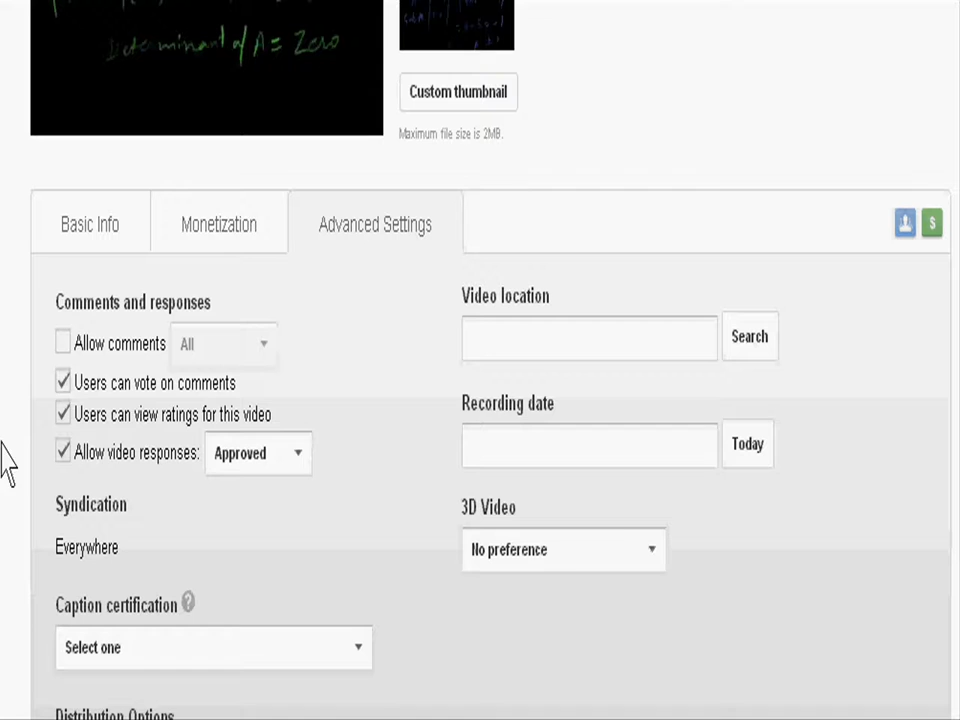 Determinant of A = Zero
Custom thumbnail
Maximum file size is 2MB.
Basic Info
Monetization
Advanced Settings
$
Comments and responses
Allow comments
All
Users can vote on comments
Users can view ratings for this video
Allow video responses:
Approved
Syndication
Everywhere
Caption certification ?
Select one
Distribution Options
Video location
Search
Recording date
Today
3D Video
No preference